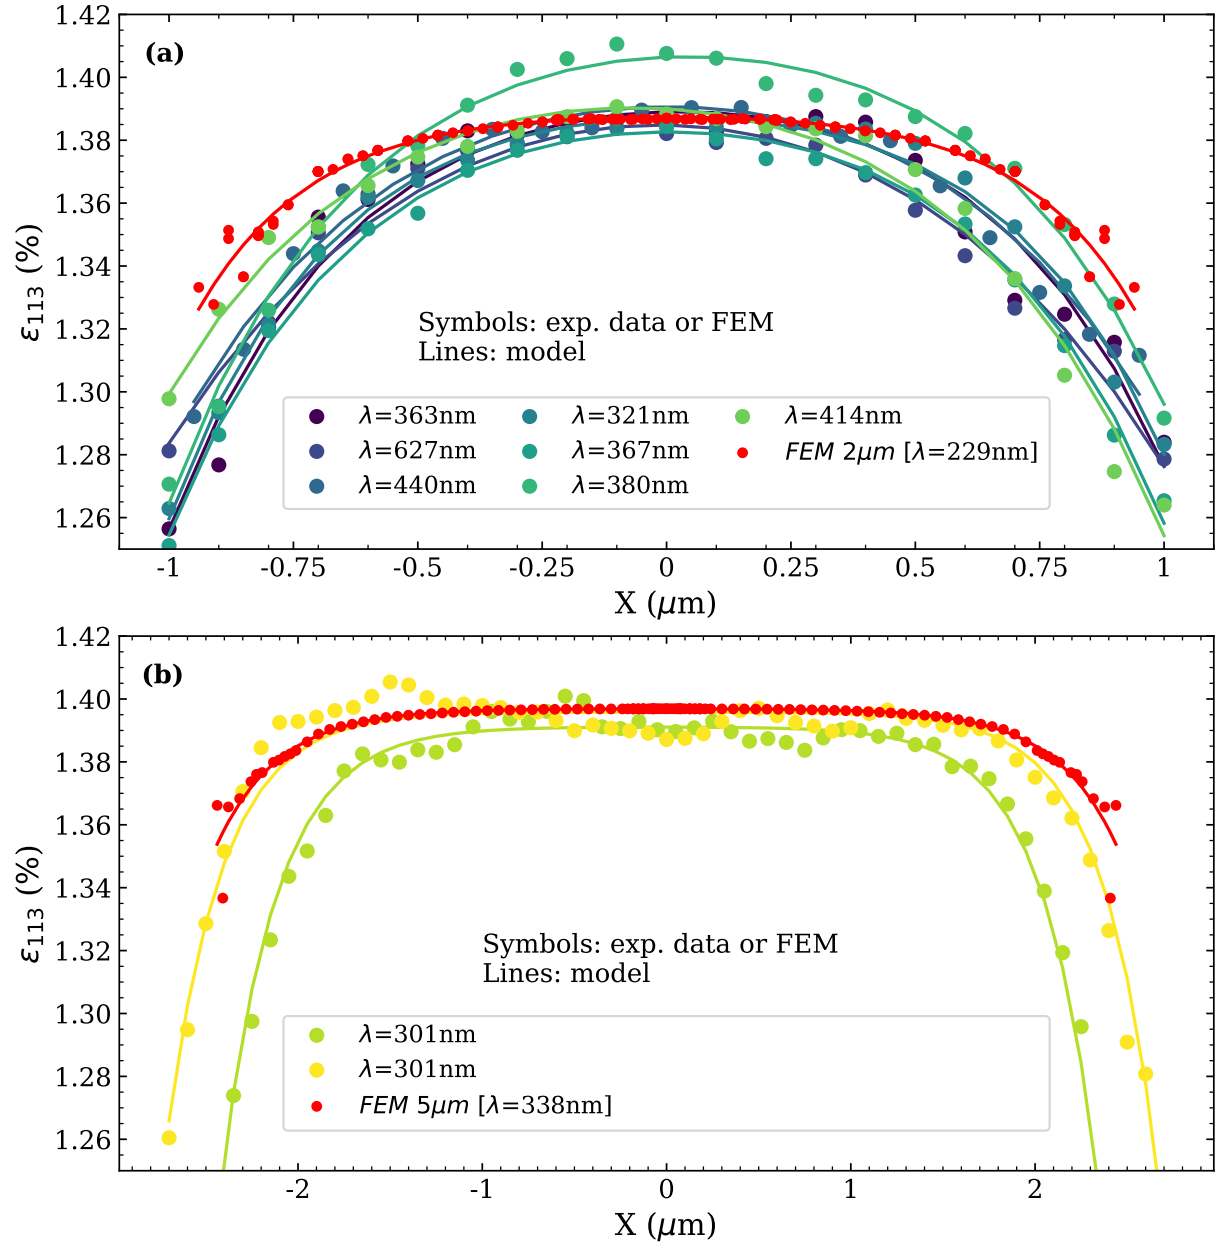 (a)
1.42
1.40
1.38
1.36
1.34
1.32
1.30
1.28
1.26
ε113 (%)
Symbols: exp. data or FEM
Lines: model
λ=363nm
λ=627nm
λ=440nm
λ=321nm
λ=367nm
λ=380nm
λ=414nm
FEM 2μm [λ=229nm]
-1 -0.75 -0.5 -0.25 0 0.25 0.5 0.75 1
X (μm)
(b)
1.42
1.40
1.38
1.36
1.34
1.32
1.30
1.28
1.26
ε113 (%)
Symbols: exp. data or FEM
Lines: model
λ=301nm
λ=301nm
FEM 5μm [λ=338nm]
-2 -1 0 1 2
X (μm)